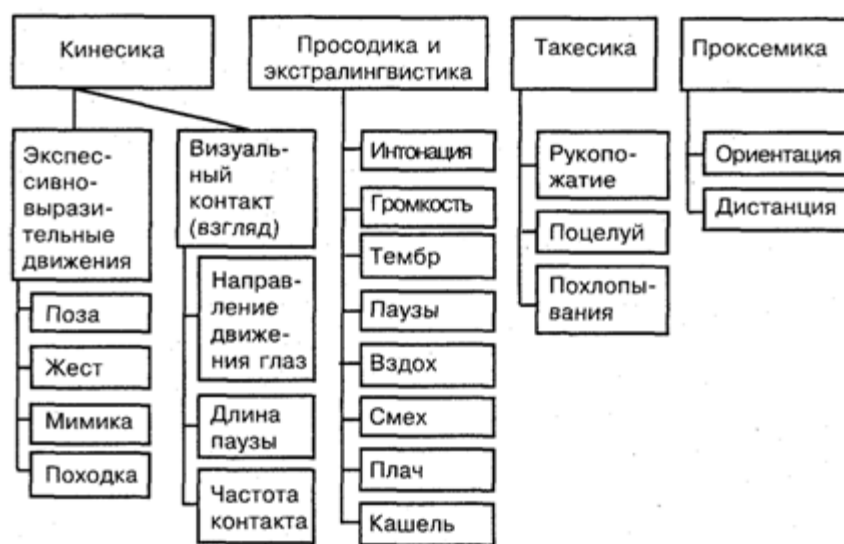 Кинесика
Просодика и
экстралингвистика
Такесика
Проксемика
Экспес-
сивно-
вырази-
тельные
движения
Поза
Жест
Мимика
Походка
Визуаль-
ный
контакт
(взгляд)
Направ-
ление
движе-
ния глаз
Длина
паузы
Частота
контакта
Интонация
Громкость
Тембр
Паузы
Вздох
Смех
Плач
Кашель
Рукопо-
жатие
Поцелуй
Похлопы-
вания
Ориентация
Дистанция